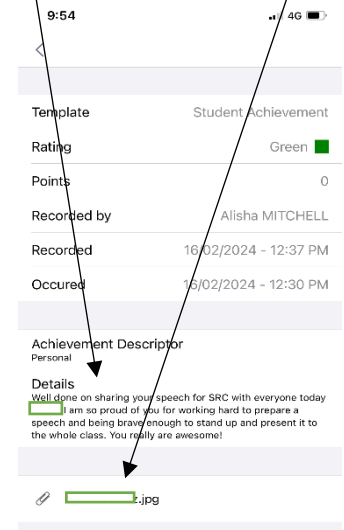 9:54 4G
Template Student Achievement
Rating Green
Points 0
Recorded by Alisha MITCHELL
Recorded 16/02/2024 - 12:37 PM
Occured 16/02/2024 - 12:30 PM
Achievement Descriptor
Personal
Details
Well done on sharing your speech for SRC with everyone today
I am so proud of you for working hard to prepare a
speech and being brave enough to stand up and present it to
the whole class. You really are awesome!
.jpg